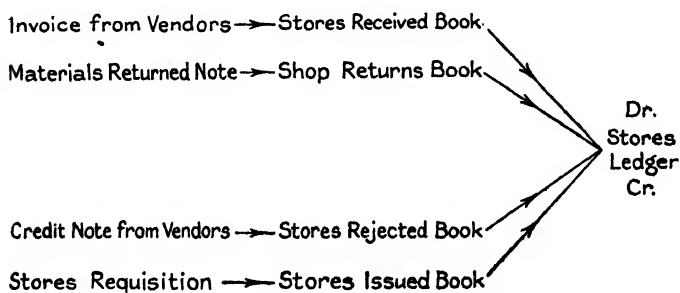 Invoice from Vendors Stores Received Book.
Materials Returned Note Shop Returns Book
Dr.
Stores
Ledger
Cr.
Credit Note from Vendors Stores Rejected Book
Stores Requisition Stores Issued Book